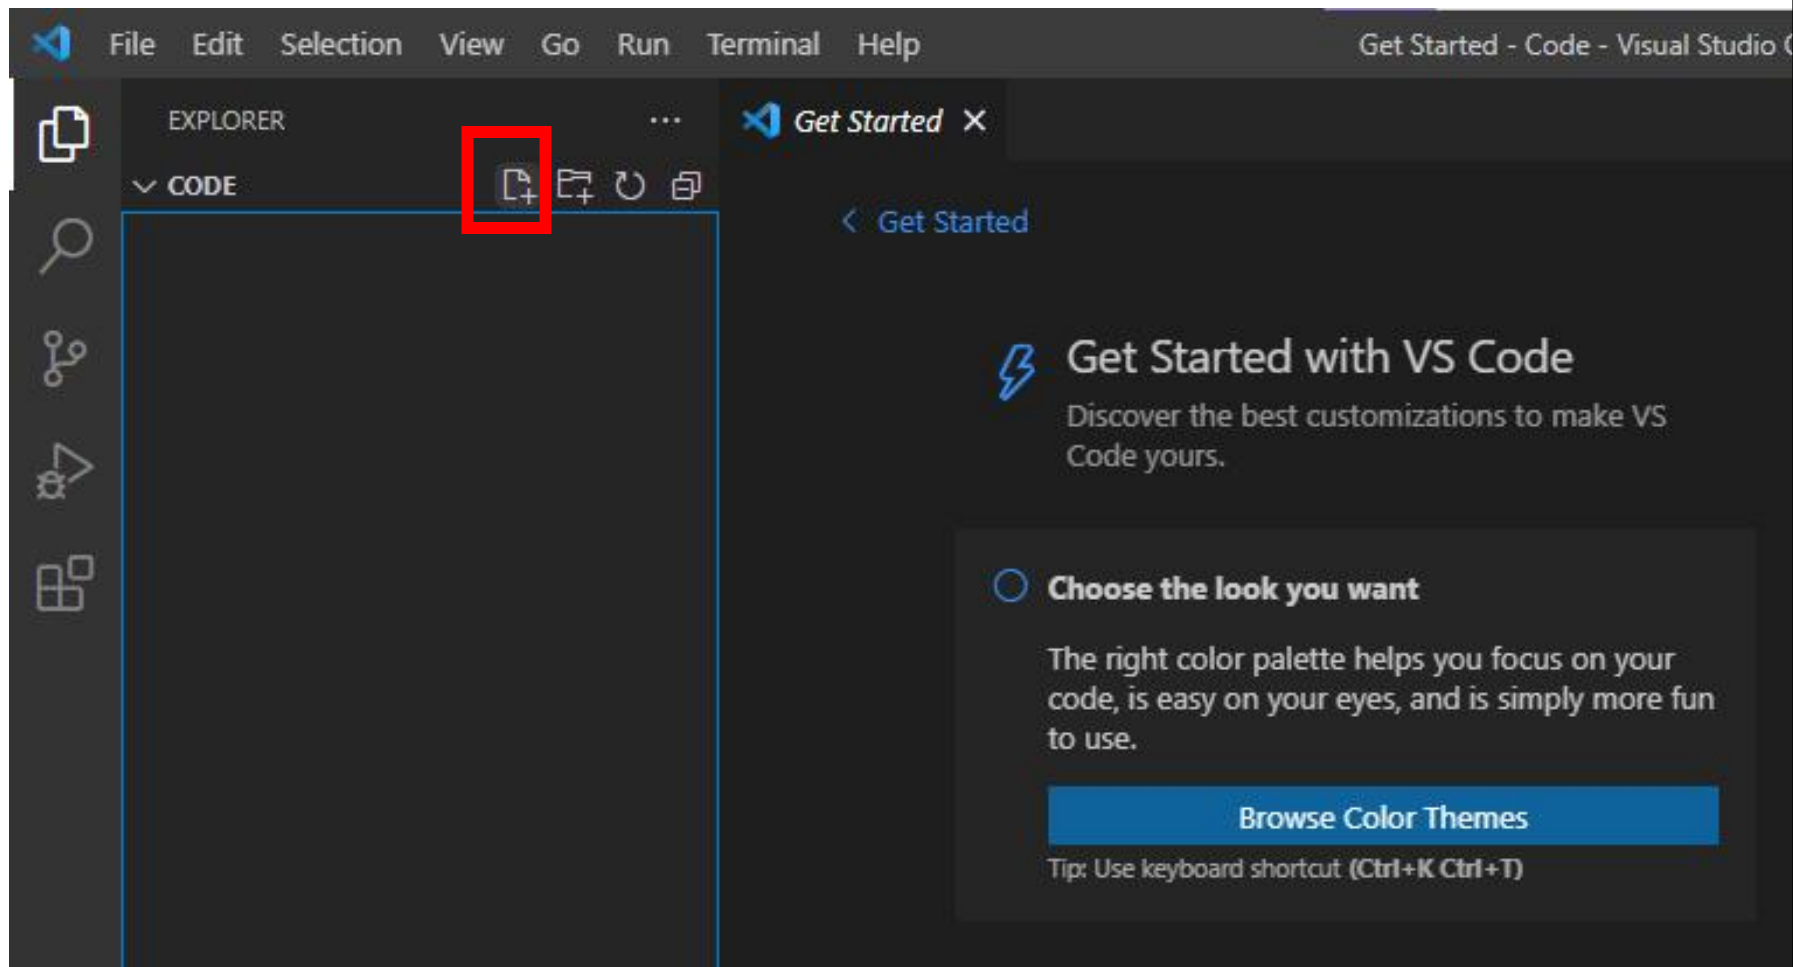 File Edit Selection View Go Run Terminal Help
Get Started - Code - Visual Studio
EXPLORER
Get Started
CODE
Get Started
Get Started with VS Code
Discover the best customizations to make VS
Code yours.
Choose the look you want
The right color palette helps you focus on your
code, is easy on your eyes, and is simply more fun
to use.
Browse Color Themes
Tip: Use keyboard shortcut (Ctrl+K Ctrl+T)